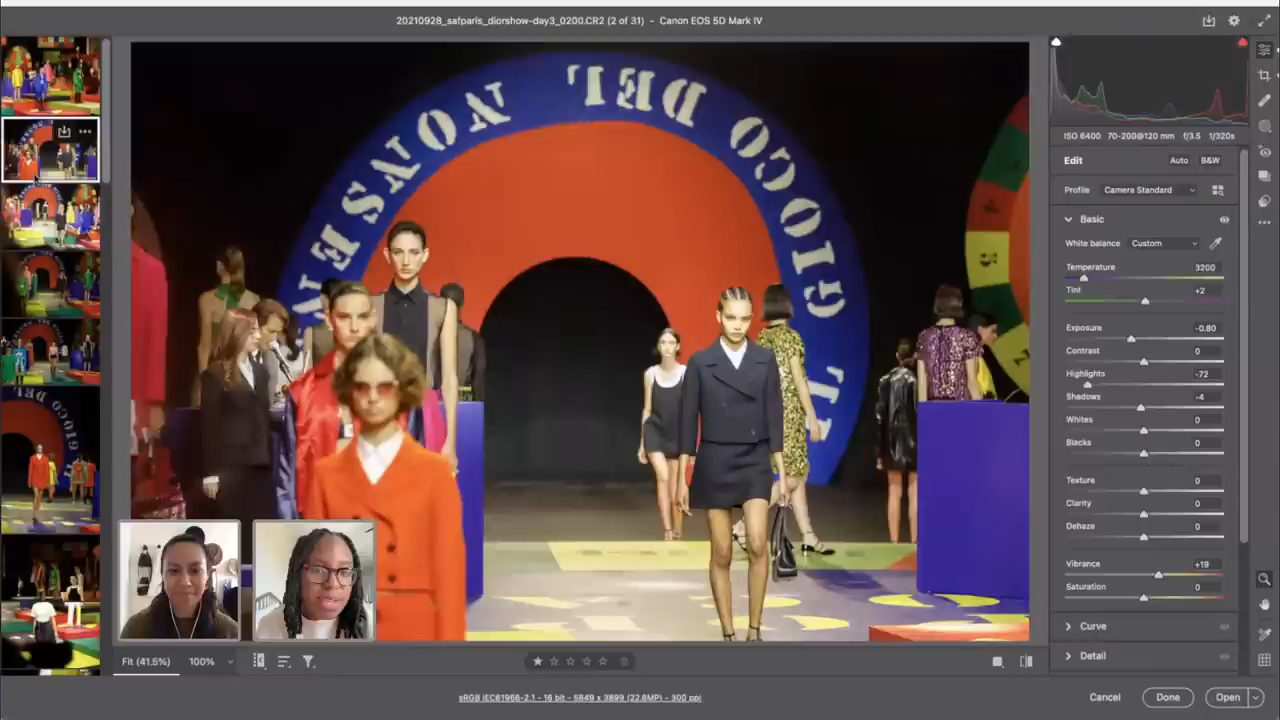 20210928_safparis_diorshow-day3_0200.CR2 (2 of 31) - Canon EOS 5D Mark IV
IL GIOCO DEL NONSENSE
ISO 6400 70-200@120 mm f/3.5 1/320s
Edit Auto B&W
Profile Camera Standard
Basic
White balance Custom
Temperature 3200
Tint +2
Exposure -0.80
Contrast 0
Highlights -72
Shadows -4
Whites 0
Blacks 0
Texture 0
Clarity 0
Dehaze 0
Vibrance +19
Saturation 0
Curve
Detail
Fit (41.5%) 100%
sRGB IEC61966-2.1 - 16 bit - 5849 x 3899 (22.8MP) - 300 ppi
Cancel Done Open